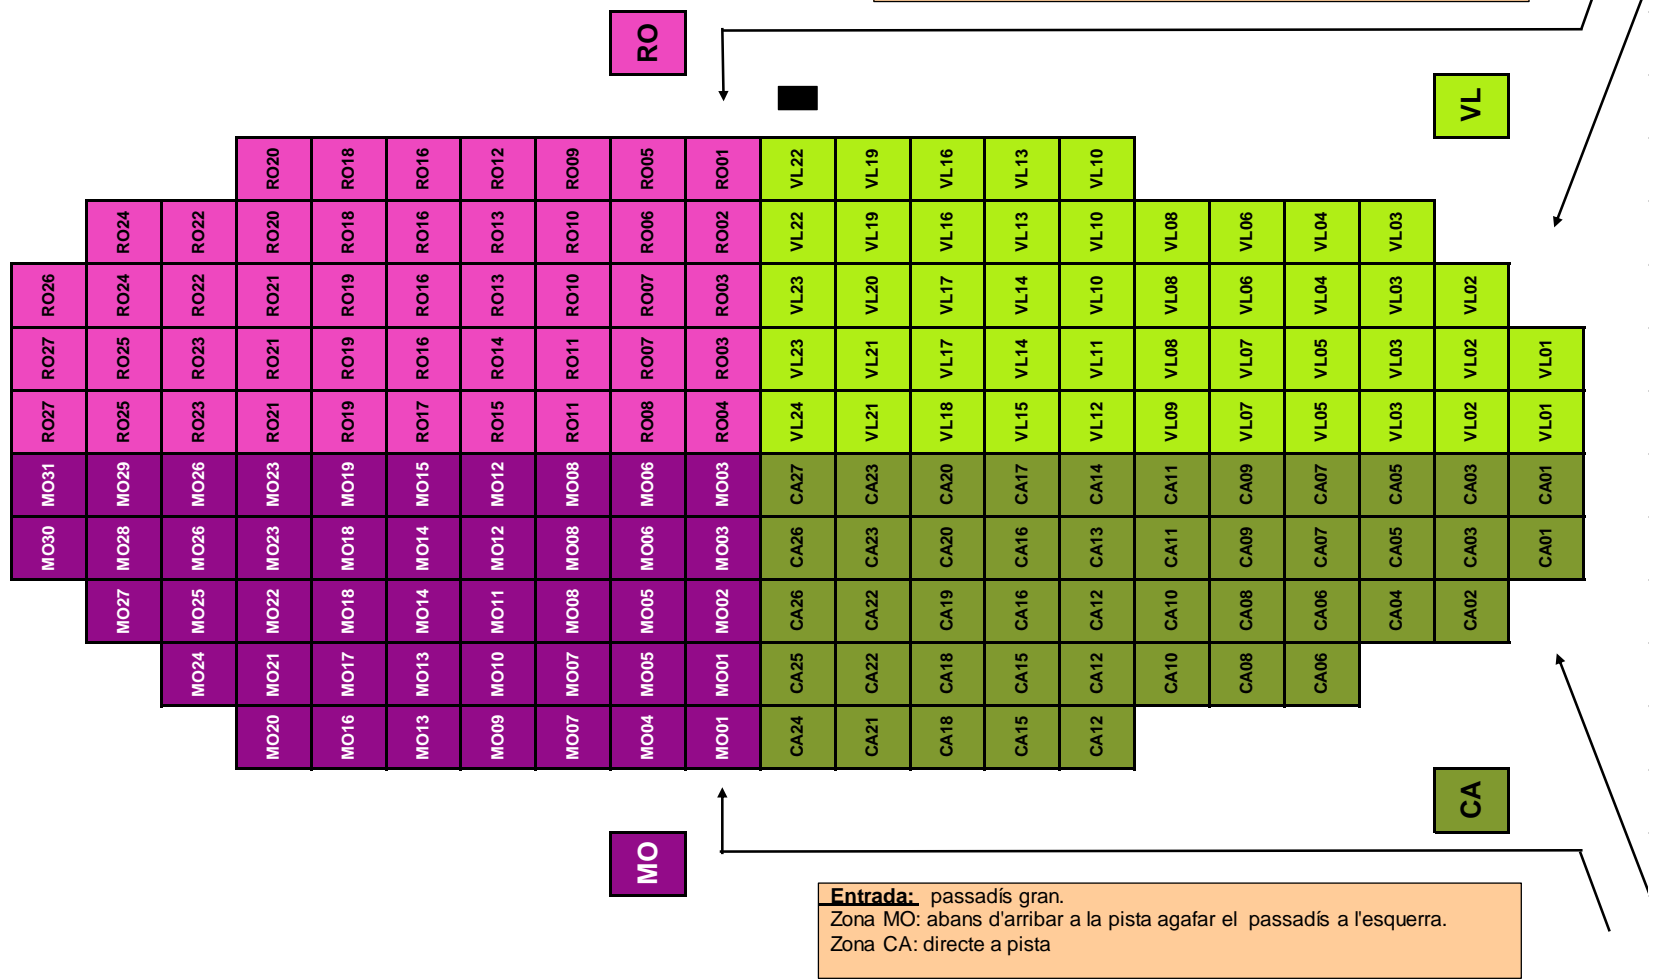 RO
VL
RO20 RO18 RO16 RO12 RO09 RO05 RO01 VL22 VL19 VL16 VL13 VL10
RO24 RO22 RO20 RO18 RO16 RO13 RO10 RO06 RO02 VL22 VL19 VL16 VL13 VL10 VL08 VL06 VL04 VL03
RO26 RO24 RO22 RO21 RO19 RO16 RO13 RO10 RO07 RO03 VL23 VL20 VL17 VL14 VL10 VL08 VL06 VL04 VL03 VL02
RO27 RO25 RO23 RO21 RO19 RO16 RO14 RO11 RO07 RO03 VL23 VL21 VL17 VL14 VL11 VL08 VL07 VL05 VL03 VL02 VL01
RO27 RO25 RO23 RO21 RO19 RO17 RO15 RO11 RO08 RO04 VL24 VL21 VL18 VL15 VL12 VL09 VL07 VL05 VL03 VL02 VL01
MO31 MO29 MO26 MO23 MO19 MO15 MO12 MO08 MO06 MO03 CA27 CA23 CA20 CA17 CA14 CA11 CA09 CA07 CA05 CA03 CA01
MO30 MO28 MO26 MO23 MO18 MO14 MO12 MO08 MO06 MO03 CA26 CA23 CA20 CA16 CA13 CA11 CA09 CA07 CA05 CA03 CA01
MO27 MO25 MO22 MO18 MO14 MO11 MO08 MO05 MO02 CA26 CA22 CA19 CA16 CA12 CA10 CA08 CA06 CA04 CA02
MO24 MO21 MO17 MO13 MO10 MO07 MO05 MO01 CA25 CA22 CA18 CA15 CA12 CA10 CA08 CA06
MO20 MO16 MO13 MO09 MO07 MO04 MO01 CA24 CA21 CA18 CA15 CA12
CA
MO
Entrada: passadís gran.
Zona MO: abans d'arribar a la pista agafar el passadís a l'esquerra.
Zona CA: directe a pista